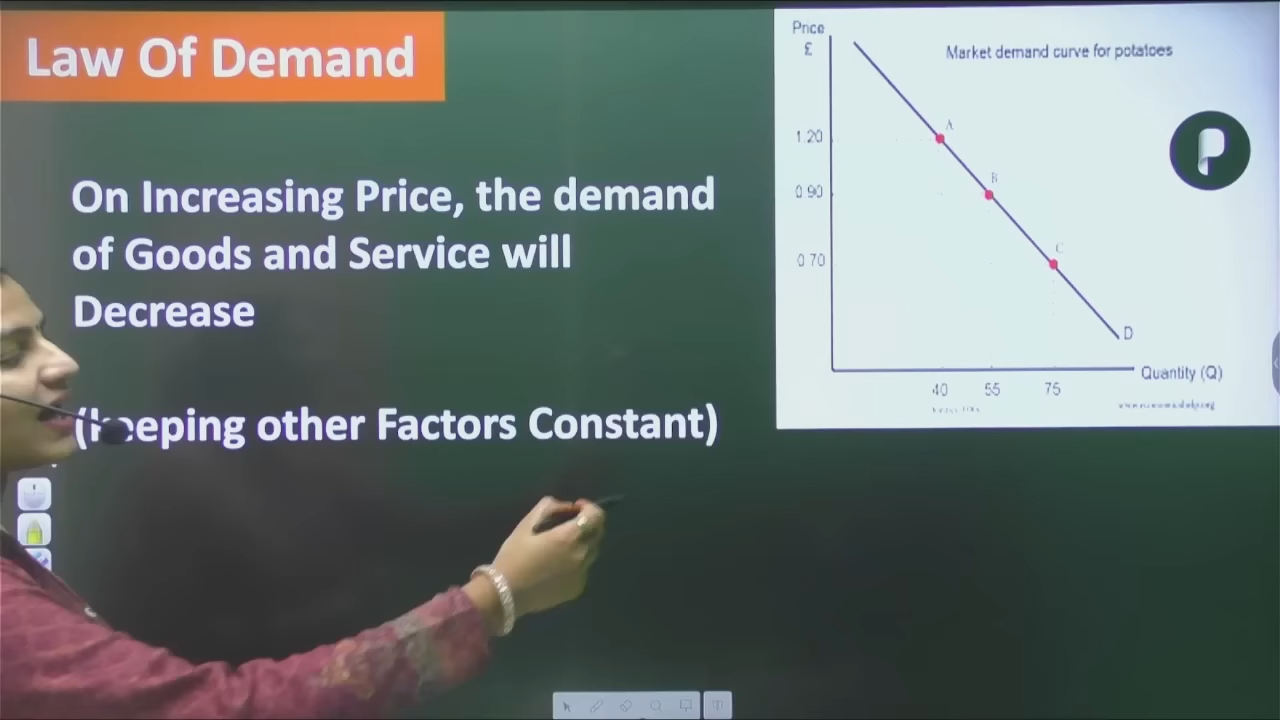 Law Of Demand
On Increasing Price, the demand
of Goods and Service will
Decrease
(keeping other Factors Constant)
Price
£
Market demand curve for potatoes
A
1.20
B
0.90
C
0.70
D
Quantity (Q)
40 55 75